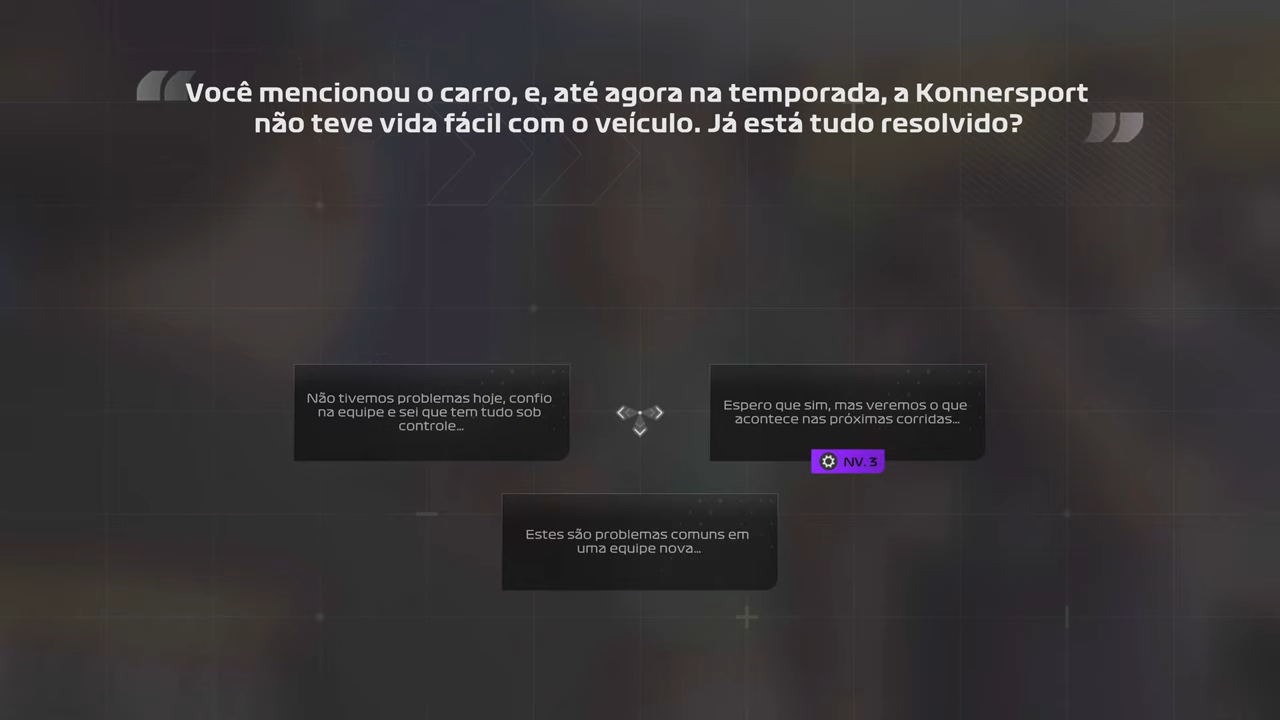 Você mencionou o carro, e, até agora na temporada, a Konnersport
não teve vida fácil com o veículo. Já está tudo resolvido?
Não tivemos problemas hoje, confio
na equipe e sei que tem tudo sob
controle...
Espero que sim, mas veremos o que
acontece nas próximas corridas...
NV. 3
Estes são problemas comuns em
uma equipe nova...